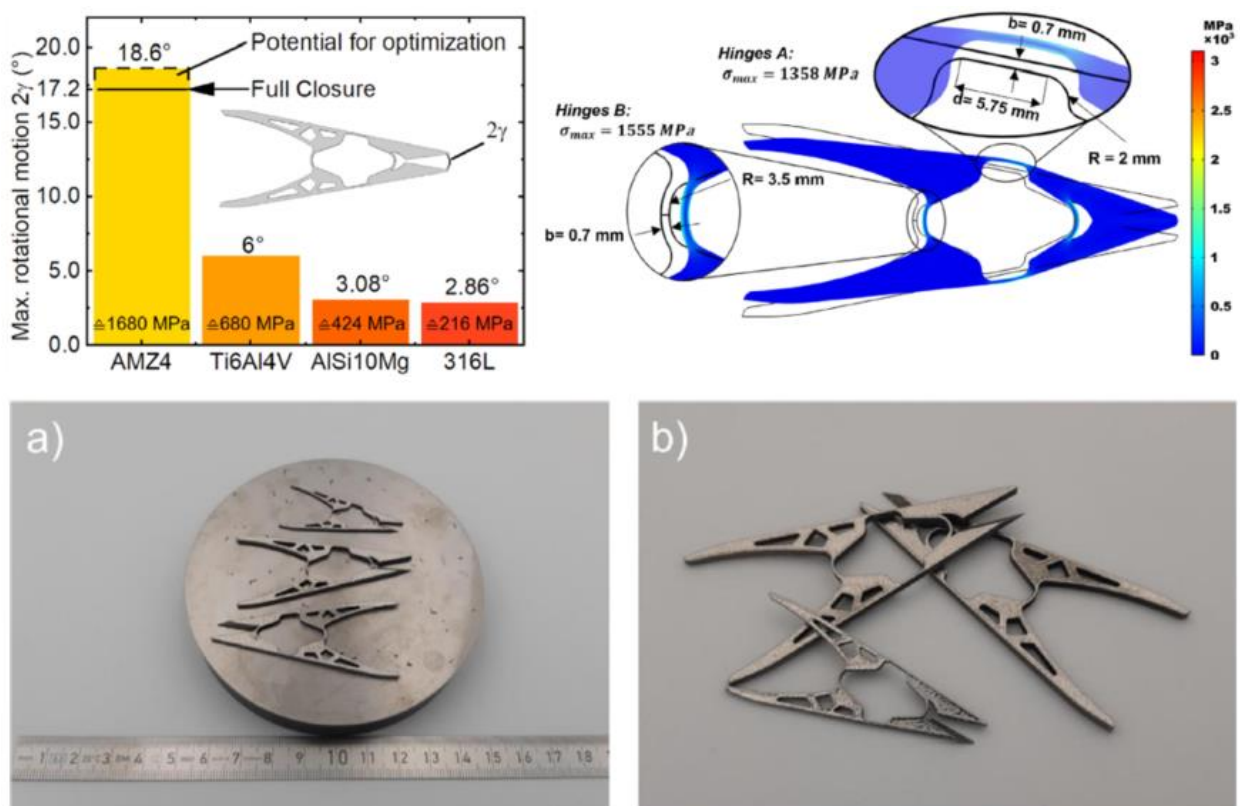 Max. rotational motion 2γ (°)
20.0
17.2
15.0
10.0
5.0
0.0
18.6°
Potential for optimization
Full Closure
2γ
6°
3.08°
2.86°
≙1680 MPa
≙680 MPa
≙424 MPa
≙216 MPa
AMZ4
Ti6Al4V
AlSi10Mg
316L
Hinges A:
σmax = 1358 MPa
b= 0.7 mm
d= 5.75 mm
R = 2 mm
Hinges B:
σmax = 1555 MPa
R= 3.5 mm
b= 0.7 mm
MPa
×10³
3
2.5
2
1.5
1
0.5
0
a)
1 2 3 4 5 6 7 8 9 10 11 12 13 14 15 16 17 18
b)